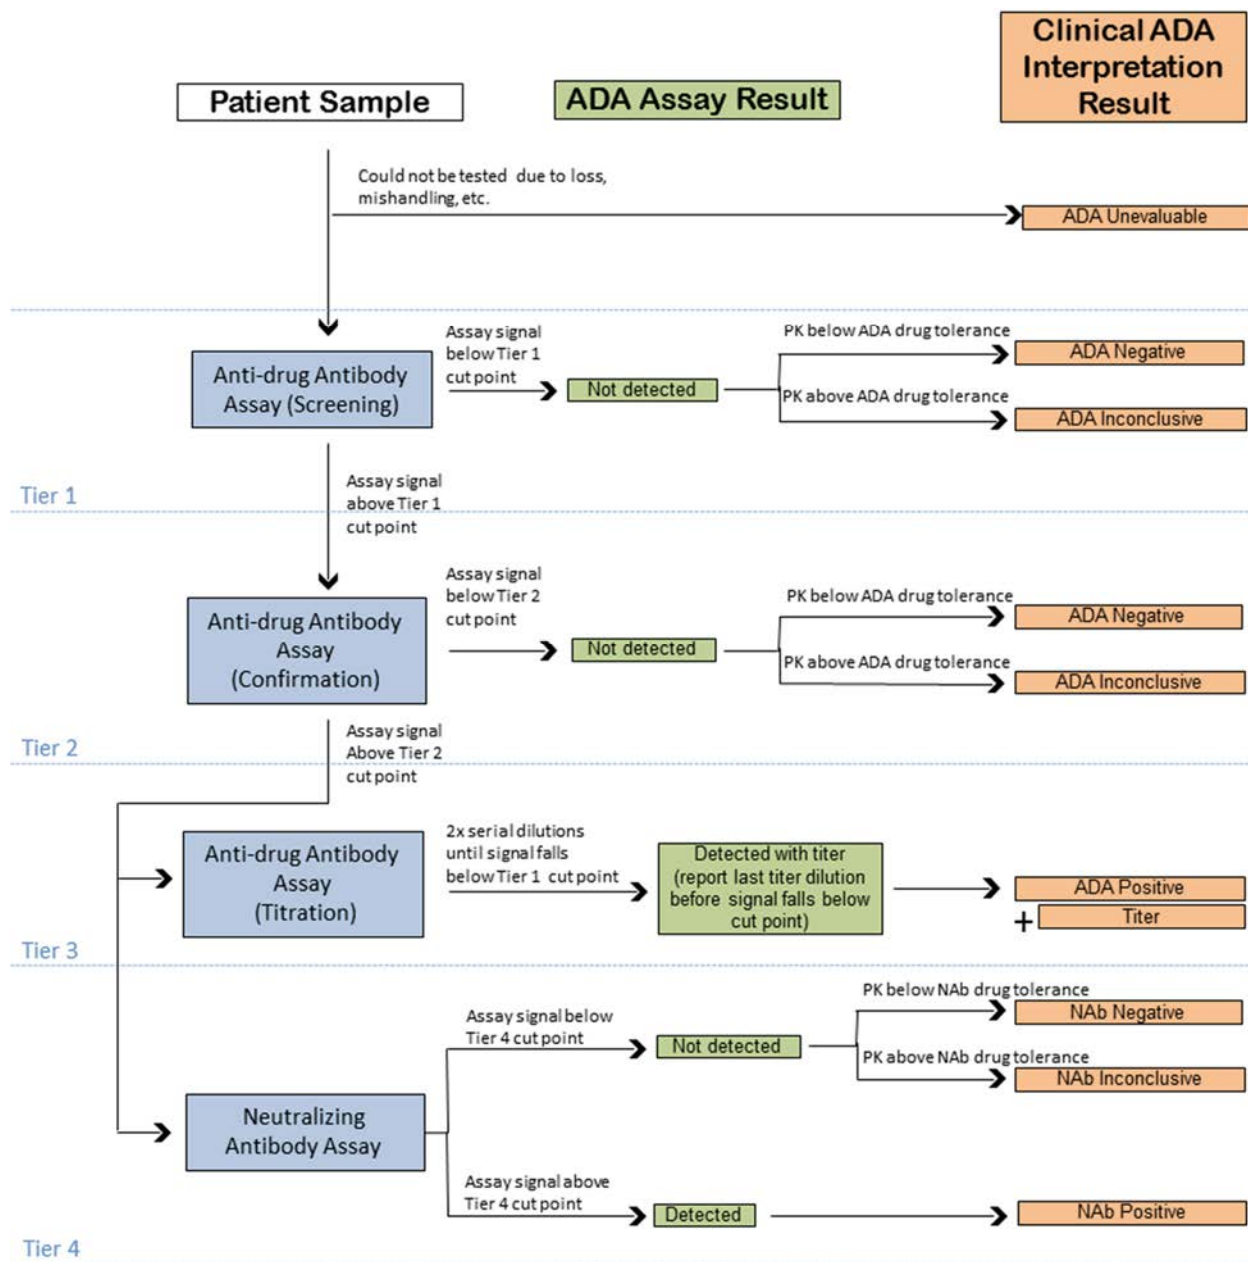 Patient Sample
ADA Assay Result
Clinical ADA
Interpretation
Result
Could not be tested due to loss,
mishandling, etc.
ADA Unevaluable
Anti-drug Antibody
Assay (Screening)
Assay signal
below Tier 1
cut point
Not detected
PK below ADA drug tolerance
ADA Negative
PK above ADA drug tolerance
ADA Inconclusive
Tier 1
Assay signal
above Tier 1
cut point
Anti-drug Antibody
Assay
(Confirmation)
Assay signal
below Tier 2
cut point
Not detected
PK below ADA drug tolerance
ADA Negative
PK above ADA drug tolerance
ADA Inconclusive
Tier 2
Assay signal
Above Tier 2
cut point
Anti-drug Antibody
Assay
(Titration)
2x serial dilutions
until signal falls
below Tier 1 cut point
Detected with titer
(report last titer dilution
before signal falls below
cut point)
ADA Positive
+ Titer
Tier 3
Neutralizing
Antibody Assay
Assay signal below
Tier 4 cut point
Not detected
PK below NAb drug tolerance
NAb Negative
PK above NAb drug tolerance
NAb Inconclusive
Assay signal above
Tier 4 cut point
Detected
NAb Positive
Tier 4